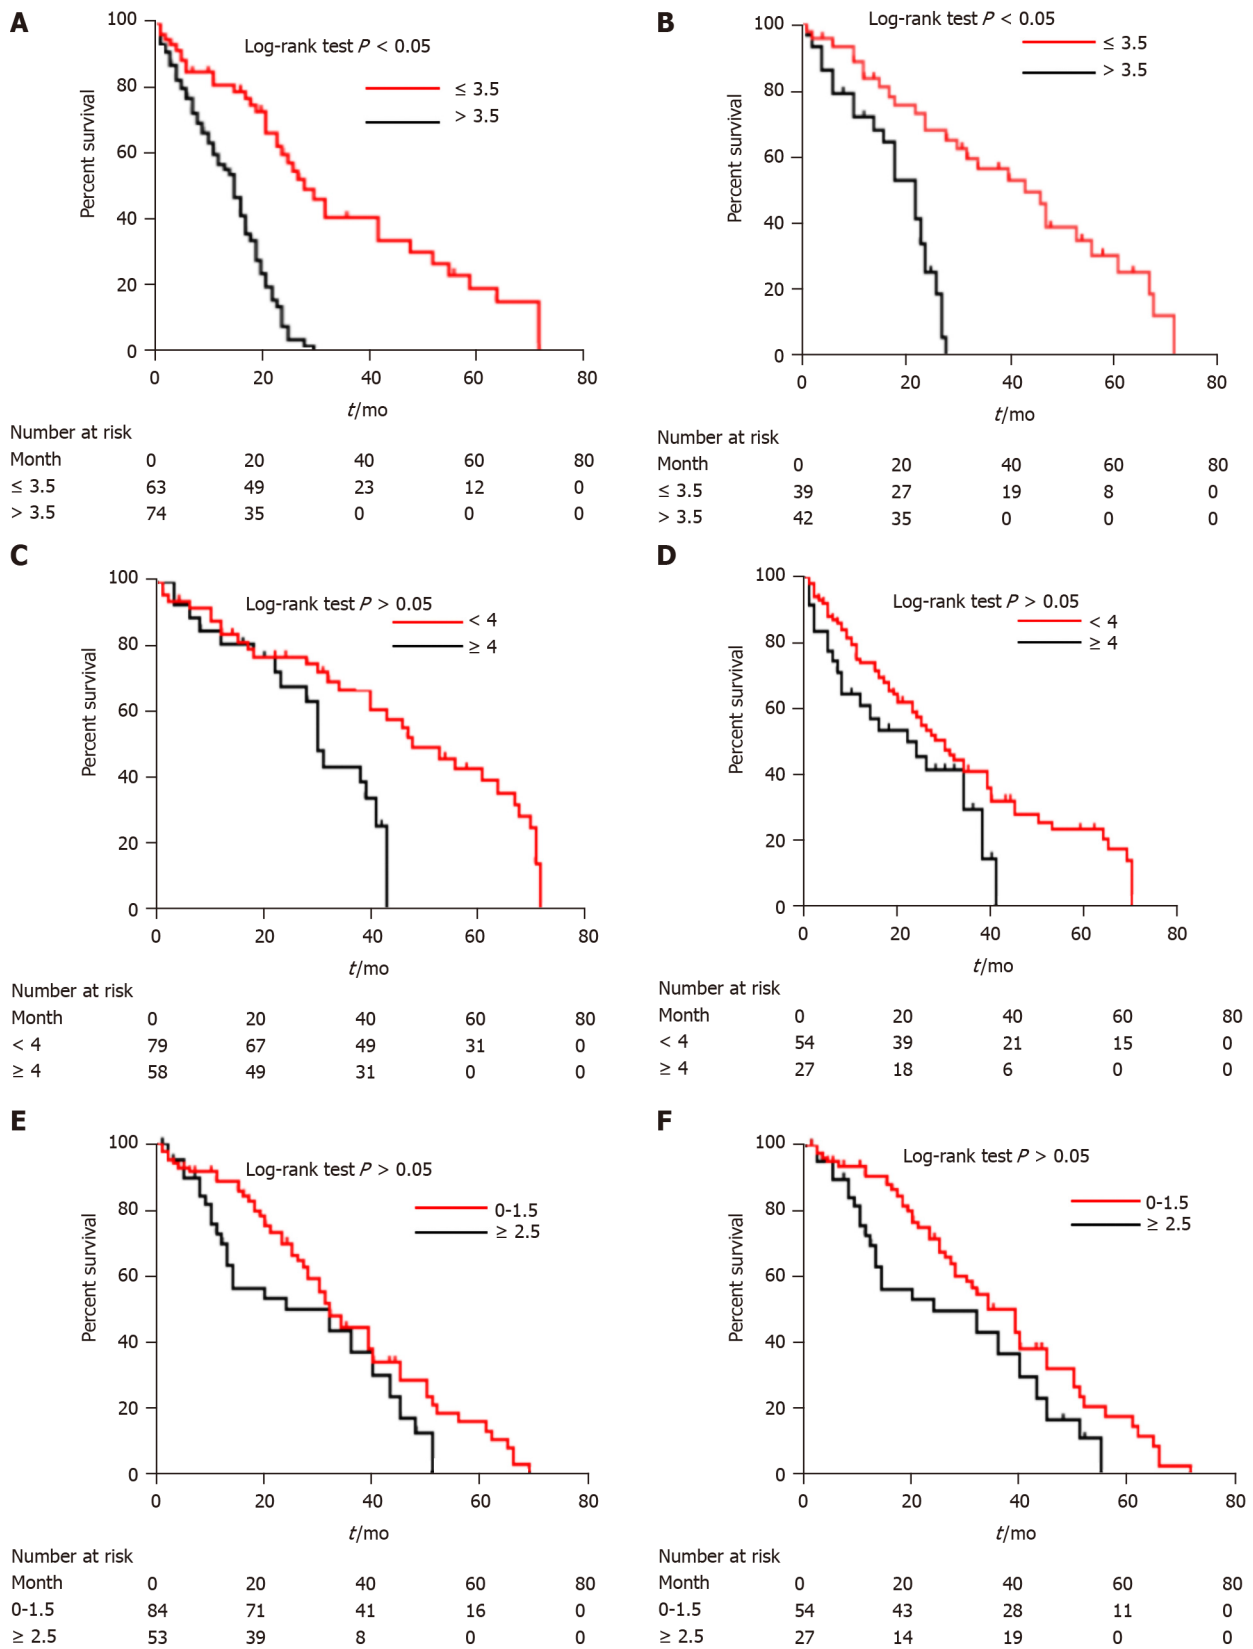 A
Log-rank test P < 0.05
≤ 3.5
> 3.5
Percent survival
100
80
60
40
20
0
0 20 40 60 80
t/mo
Number at risk
Month 0 20 40 60 80
≤ 3.5 63 49 23 12 0
> 3.5 74 35 0 0 0
B
Log-rank test P < 0.05
≤ 3.5
> 3.5
Percent survival
100
80
60
40
20
0
0 20 40 60 80
t/mo
Number at risk
Month 0 20 40 60 80
≤ 3.5 39 27 19 8 0
> 3.5 42 35 0 0 0
C
Log-rank test P > 0.05
< 4
≥ 4
Percent survival
100
80
60
40
20
0
0 20 40 60 80
t/mo
Number at risk
Month 0 20 40 60 80
< 4 79 67 49 31 0
≥ 4 58 49 31 0 0
D
Log-rank test P > 0.05
< 4
≥ 4
Percent survival
100
80
60
40
20
0
0 20 40 60 80
t/mo
Number at risk
Month 0 20 40 60 80
< 4 54 39 21 15 0
≥ 4 27 18 6 0 0
E
Log-rank test P > 0.05
0-1.5
≥ 2.5
Percent survival
100
80
60
40
20
0
0 20 40 60 80
t/mo
Number at risk
Month 0 20 40 60 80
0-1.5 84 71 41 16 0
≥ 2.5 53 39 8 0 0
F
Log-rank test P > 0.05
0-1.5
≥ 2.5
Percent survival
100
80
60
40
20
0
0 20 40 60 80
t/mo
Number at risk
Month 0 20 40 60 80
0-1.5 54 43 28 11 0
≥ 2.5 27 14 19 0 0